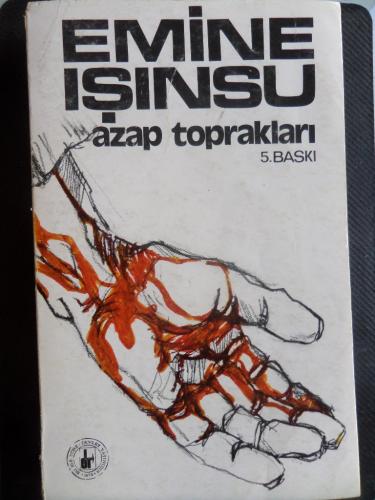 EMİNE
IŞINSU
azap toprakları
5. BASKI